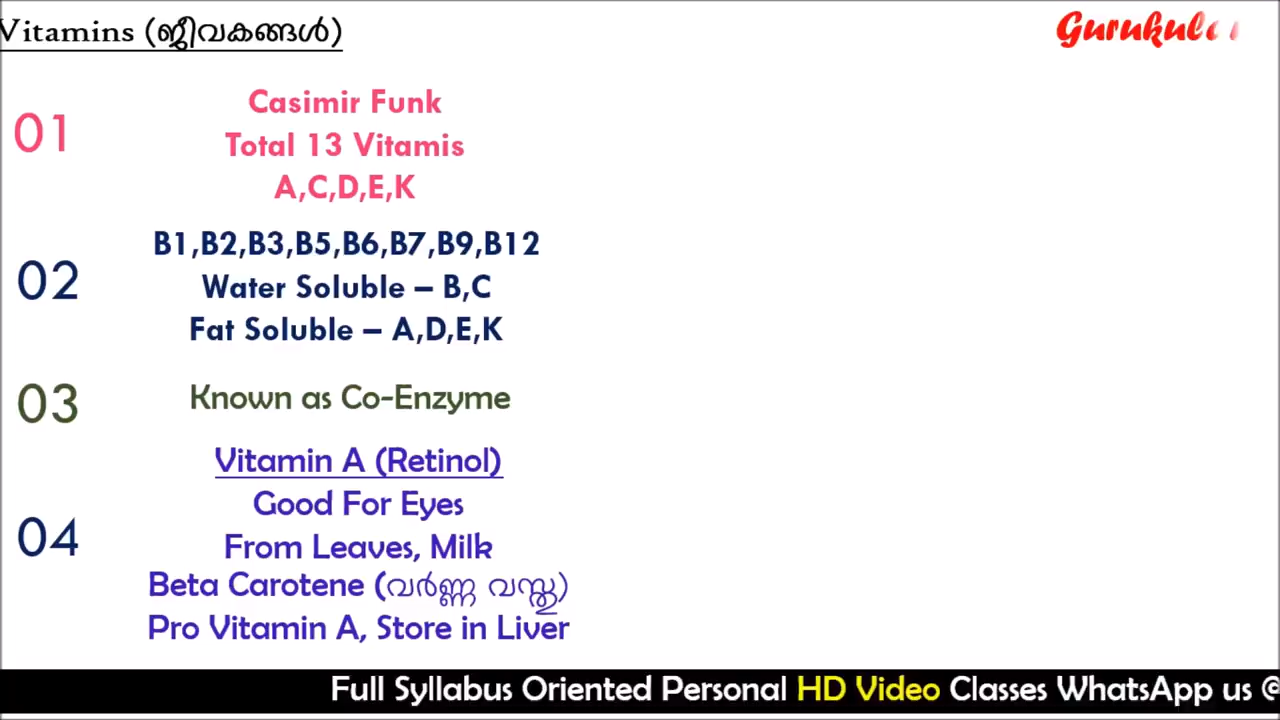 Vitamins (ജീവകങ്ങൾ)
01
Casimir Funk
Total 13 Vitamis
A,C,D,E,K
02
B1,B2,B3,B5,B6,B7,B9,B12
Water Soluble – B,C
Fat Soluble – A,D,E,K
03
Known as Co-Enzyme
04
Vitamin A (Retinol)
Good For Eyes
From Leaves, Milk
Beta Carotene (വർണ്ണ വസ്തു)
Pro Vitamin A, Store in Liver
Full Syllabus Oriented Personal HD Video Classes WhatsApp us @